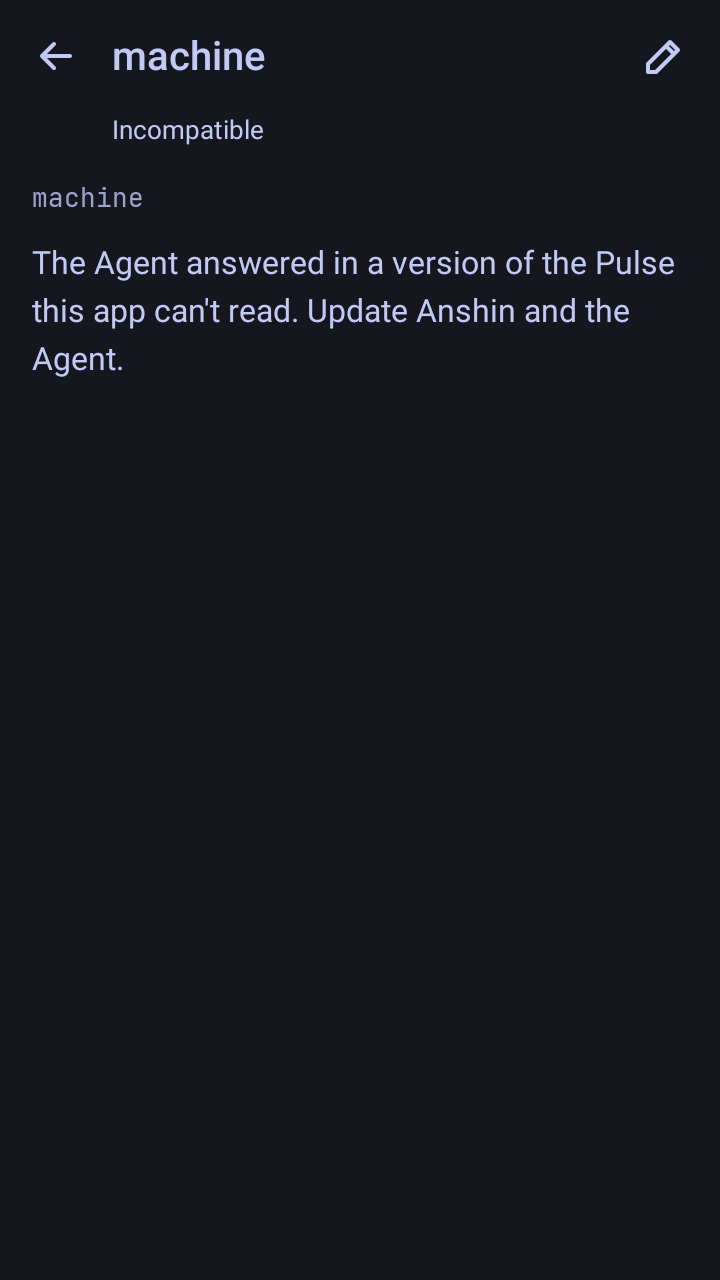 machine
Incompatible
machine
The Agent answered in a version of the Pulse
this app can't read. Update Anshin and the
Agent.